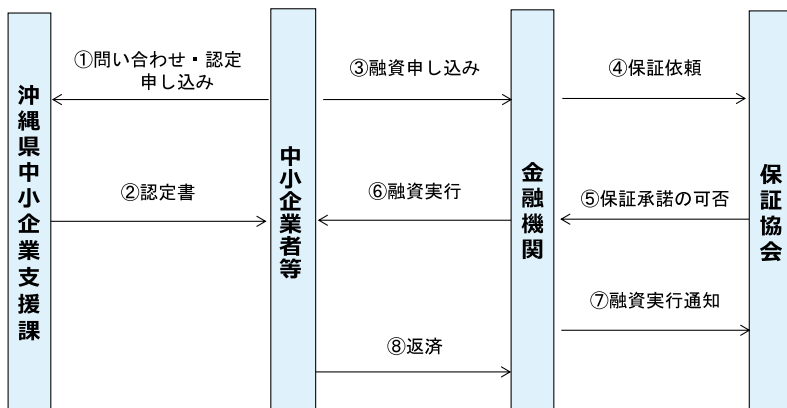 ①問い合わせ・認定
申し込み
③融資申し込み
④保証依頼
沖縄県中小企業支援課
中小企業者等
金融機関
保証協会
②認定書
⑥融資実行
⑤保証承諾の可否
⑦融資実行通知
⑧返済